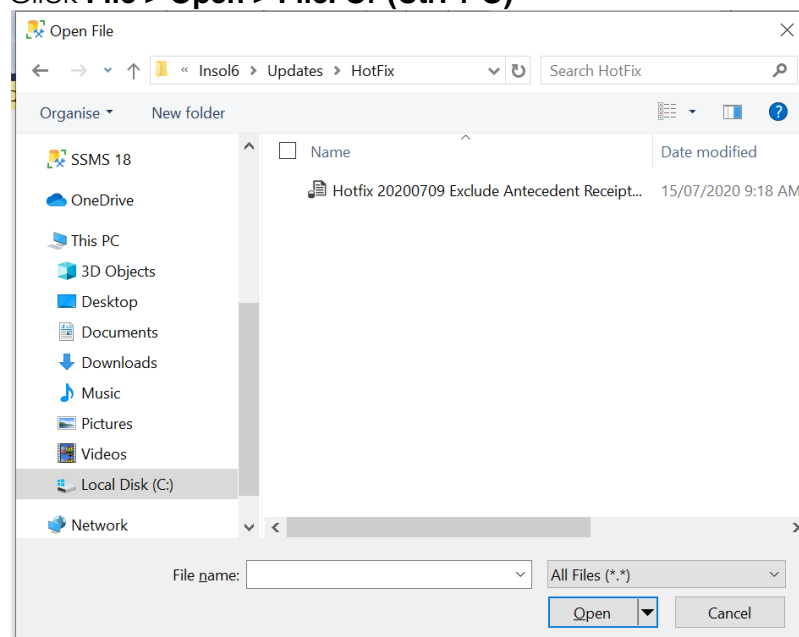 Click File > Open > File. Or (Ctrl + O)
Open File
« Insol6 > Updates > HotFix
Search HotFix
Organise
New folder
SSMS 18
OneDrive
This PC
3D Objects
Desktop
Documents
Downloads
Music
Pictures
Videos
Local Disk (C:)
Network
Name
Date modified
Hotfix 20200709 Exclude Antecedent Receipt... 15/07/2020 9:18 AM
File name:
All Files (*.*)
Open
Cancel